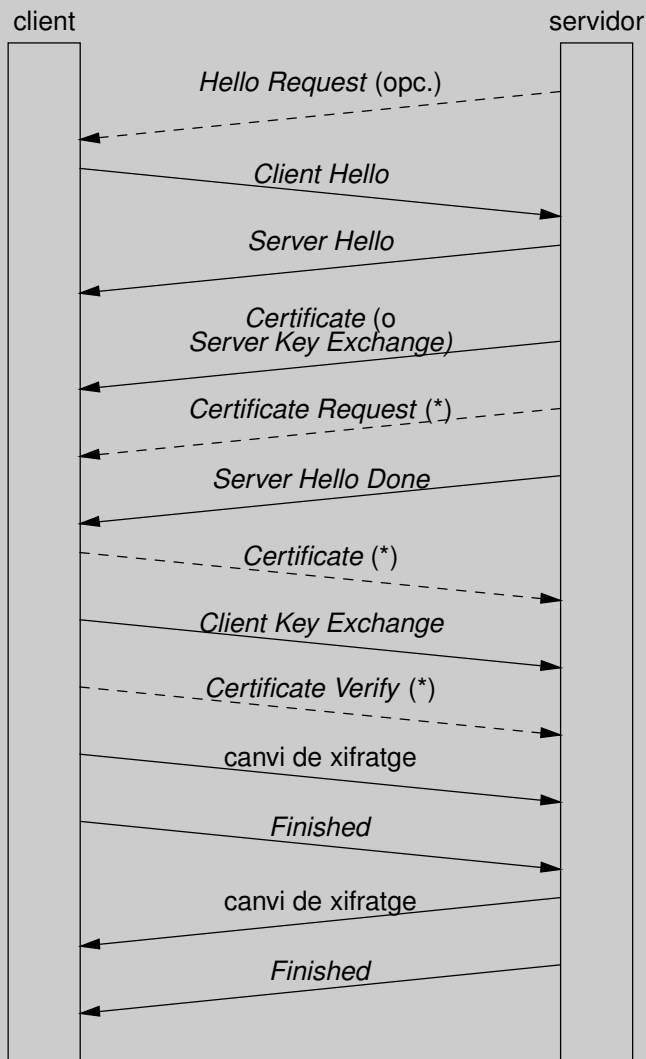 client
servidor
Hello Request (opc.)
Client Hello
Server Hello
Certificate (o
Server Key Exchange)
Certificate Request (*)
Server Hello Done
Certificate (*)
Client Key Exchange
Certificate Verify (*)
canvi de xifratge
Finished
canvi de xifratge
Finished